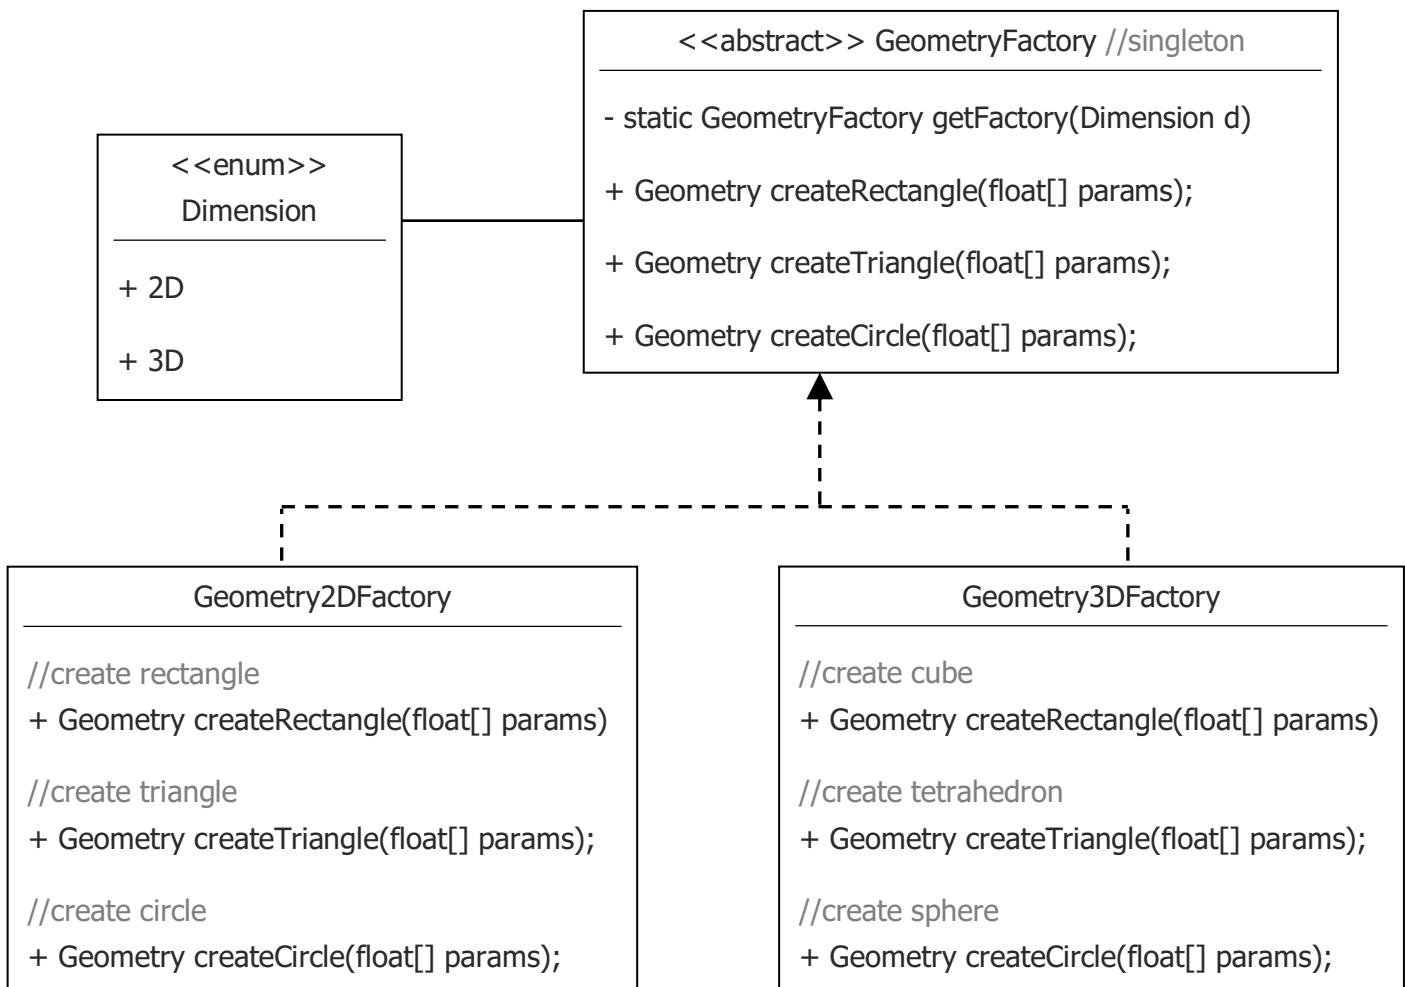 <<abstract>> GeometryFactory //singleton
- static GeometryFactory getFactory(Dimension d)
+ Geometry createRectangle(float[] params);
+ Geometry createTriangle(float[] params);
+ Geometry createCircle(float[] params);
<<enum>>
Dimension
+ 2D
+ 3D
Geometry2DFactory
//create rectangle
+ Geometry createRectangle(float[] params)
//create triangle
+ Geometry createTriangle(float[] params);
//create circle
+ Geometry createCircle(float[] params);
Geometry3DFactory
//create cube
+ Geometry createRectangle(float[] params)
//create tetrahedron
+ Geometry createTriangle(float[] params);
//create sphere
+ Geometry createCircle(float[] params);